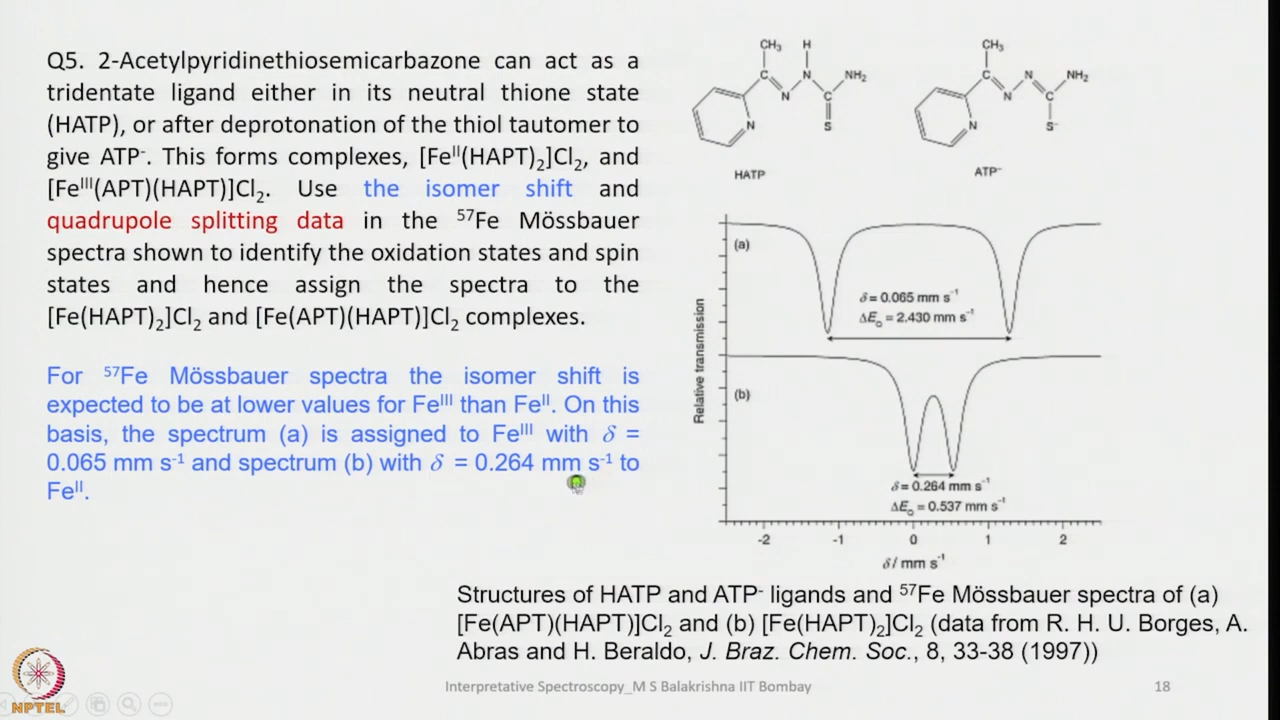 Q5. 2-Acetylpyridinethiosemicarbazone can act as a
tridentate ligand either in its neutral thione state
(HATP), or after deprotonation of the thiol tautomer to
give ATP⁻. This forms complexes, [Feᴵᴵ(HAPT)₂]Cl₂, and
[Feᴵᴵᴵ(APT)(HAPT)]Cl₂. Use the isomer shift and
quadrupole splitting data in the ⁵⁷Fe Mössbauer
spectra shown to identify the oxidation states and spin
states and hence assign the spectra to the
[Fe(HAPT)₂]Cl₂ and [Fe(APT)(HAPT)]Cl₂ complexes.
For ⁵⁷Fe Mössbauer spectra the isomer shift is
expected to be at lower values for Feᴵᴵᴵ than Feᴵᴵ. On this
basis, the spectrum (a) is assigned to Feᴵᴵᴵ with δ =
0.065 mm s⁻¹ and spectrum (b) with δ = 0.264 mm s⁻¹ to
Feᴵᴵ.
CH₃ H
C N NH₂
N C
N S
HATP
CH₃
C N NH₂
N C
N S⁻
ATP⁻
(a)
δ = 0.065 mm s⁻¹
ΔE_Q = 2.430 mm s⁻¹
Relative transmission
(b)
δ = 0.264 mm s⁻¹
ΔE_Q = 0.537 mm s⁻¹
-2 -1 0 1 2
δ/ mm s⁻¹
Structures of HATP and ATP⁻ ligands and ⁵⁷Fe Mössbauer spectra of (a)
[Fe(APT)(HAPT)]Cl₂ and (b) [Fe(HAPT)₂]Cl₂ (data from R. H. U. Borges, A.
Abras and H. Beraldo, J. Braz. Chem. Soc., 8, 33-38 (1997))
Interpretative Spectroscopy_M S Balakrishna IIT Bombay
18
NPTEL